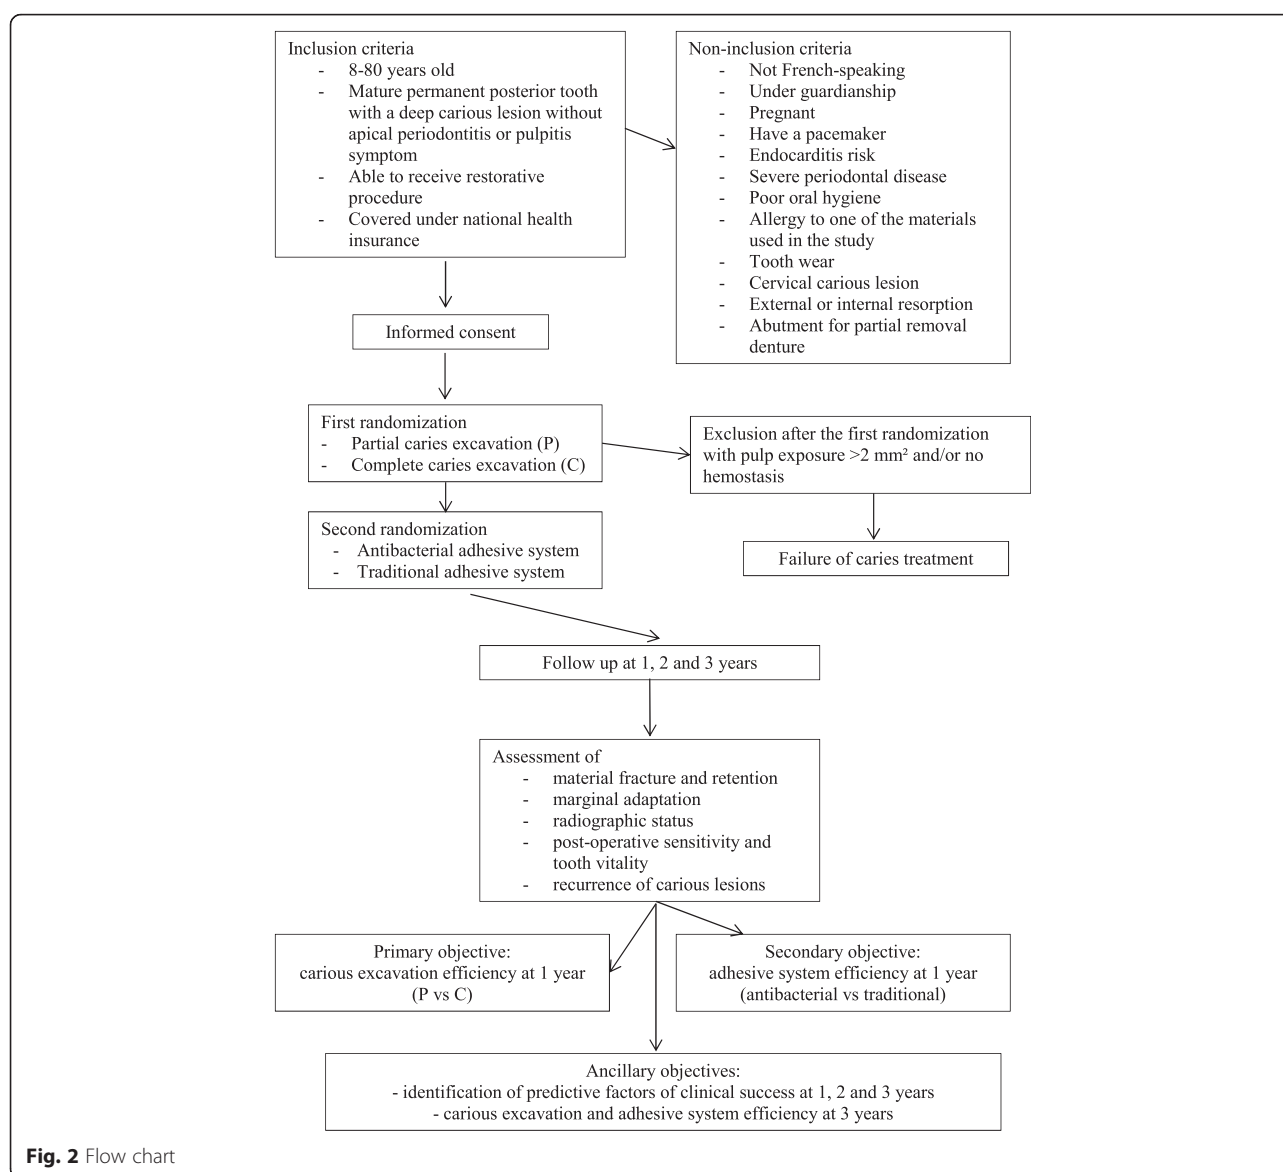 Inclusion criteria
- 8-80 years old
- Mature permanent posterior tooth
with a deep carious lesion without
apical periodontitis or pulpitis
symptom
- Able to receive restorative
procedure
- Covered under national health
insurance
Non-inclusion criteria
- Not French-speaking
- Under guardianship
- Pregnant
- Have a pacemaker
- Endocarditis risk
- Severe periodontal disease
- Poor oral hygiene
- Allergy to one of the materials
used in the study
- Tooth wear
- Cervical carious lesion
- External or internal resorption
- Abutment for partial removal
denture
Informed consent
First randomization
- Partial caries excavation (P)
- Complete caries excavation (C)
Exclusion after the first randomization
with pulp exposure >2 mm² and/or no
hemostasis
Second randomization
- Antibacterial adhesive system
- Traditional adhesive system
Failure of caries treatment
Follow up at 1, 2 and 3 years
Assessment of
- material fracture and retention
- marginal adaptation
- radiographic status
- post-operative sensitivity and
tooth vitality
- recurrence of carious lesions
Primary objective:
carious excavation efficiency at 1 year
(P vs C)
Secondary objective:
adhesive system efficiency at 1 year
(antibacterial vs traditional)
Ancillary objectives:
- identification of predictive factors of clinical success at 1, 2 and 3 years
- carious excavation and adhesive system efficiency at 3 years
Fig. 2 Flow chart